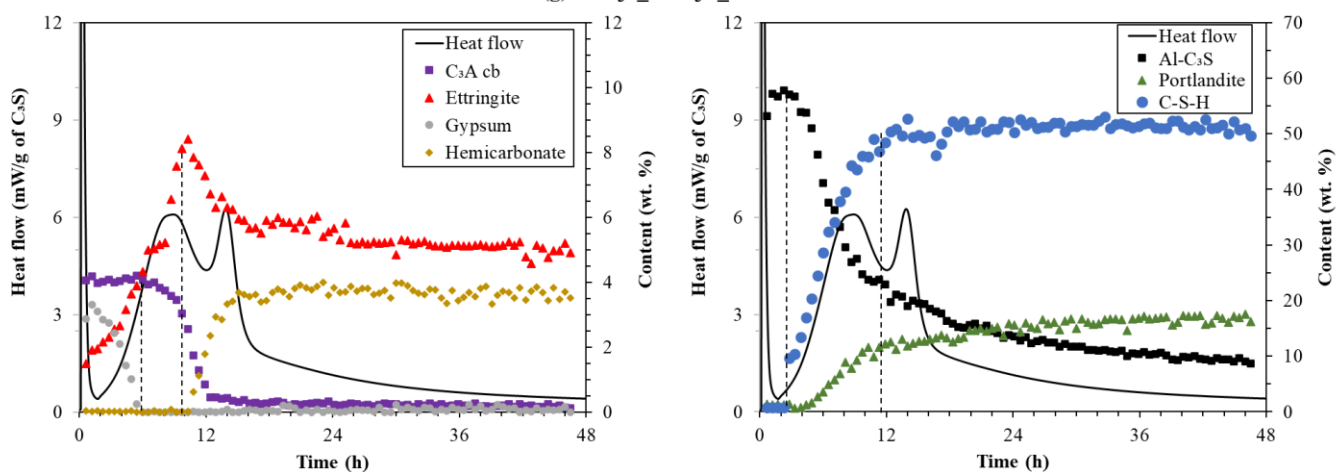 12
9
6
3
0
Heat flow (mW/g of C₃S)
Heat flow
C₃A cb
Ettringite
Gypsum
Hemicarbonate
12
10
8
6
4
2
0
Content (wt. %)
0 12 24 36 48
Time (h)
12
9
6
3
0
Heat flow (mW/g of C₃S)
Heat flow
Al-C₃S
Portlandite
C-S-H
70
60
50
40
30
20
10
0
Content (wt. %)
0 12 24 36 48
Time (h)